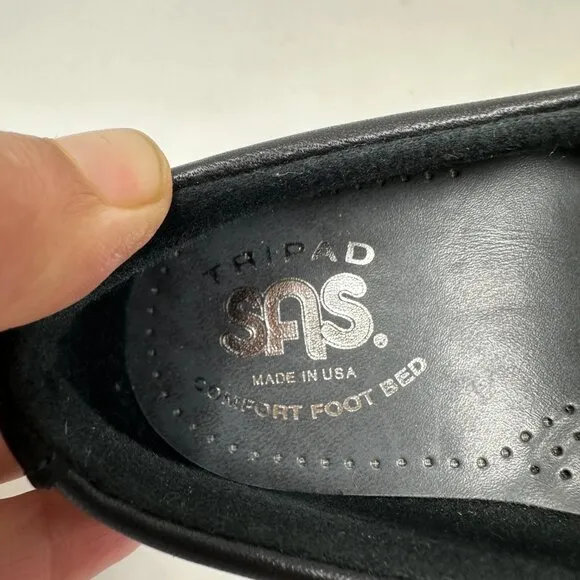 TRIPAD
SAS®
MADE IN USA
COMFORT FOOT BED